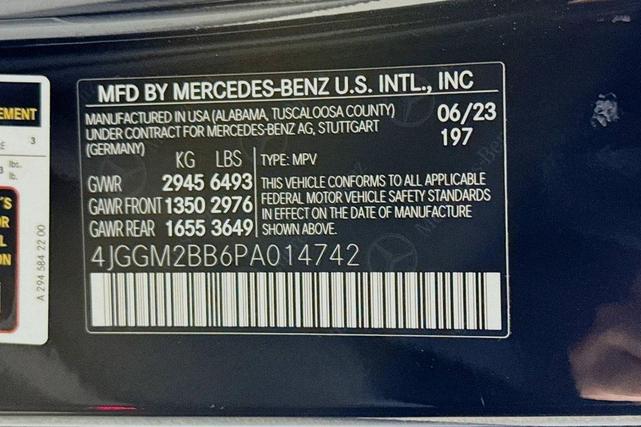 MFD BY MERCEDES-BENZ U.S. INTL., INC
MANUFACTURED IN USA (ALABAMA, TUSCALOOSA COUNTY)
UNDER CONTRACT FOR MERCEDES-BENZ AG, STUTTGART
(GERMANY)
06/23
197
KG LBS
GVWR 2945 6493
GAWR FRONT 1350 2976
GAWR REAR 1655 3649
TYPE: MPV
THIS VEHICLE CONFORMS TO ALL APPLICABLE
FEDERAL MOTOR VEHICLE SAFETY STANDARDS
IN EFFECT ON THE DATE OF MANUFACTURE
SHOWN ABOVE.
4JGGM2BB6PA014742
EMENT
3
lbs.
lb.
A 294 584 22 00